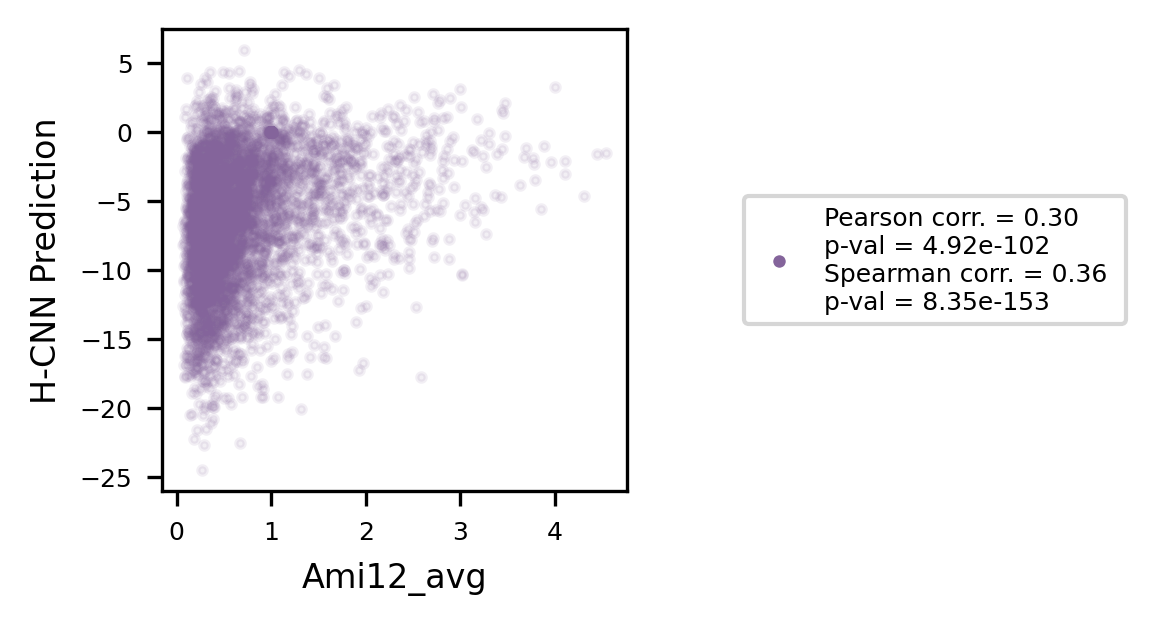 5
0
−5
−10
−15
−20
−25
H-CNN Prediction
0 1 2 3 4
Ami12_avg
Pearson corr. = 0.30
p-val = 4.92e-102
Spearman corr. = 0.36
p-val = 8.35e-153